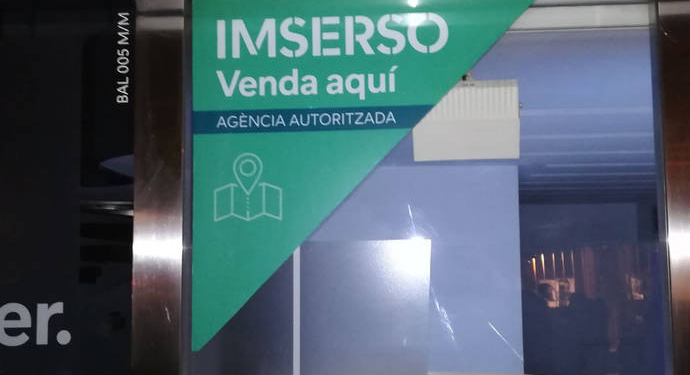 BAL 005 M/M
IMSERSO
Venda aquí
AGÈNCIA AUTORITZADA
er.